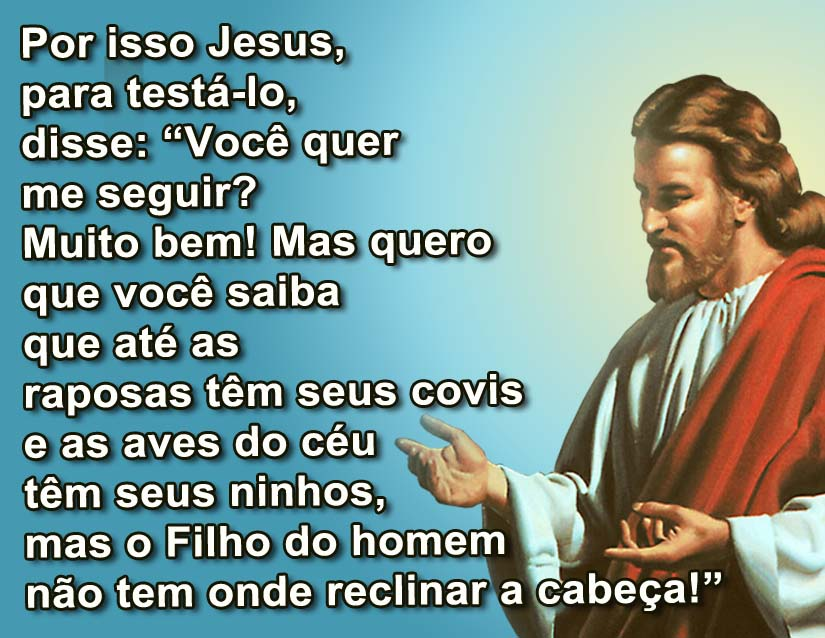 Por isso Jesus,
para testá-lo,
disse: “Você quer
me seguir?
Muito bem! Mas quero
que você saiba
que até as
raposas têm seus covis
e as aves do céu
têm seus ninhos,
mas o Filho do homem
não tem onde reclinar a cabeça!”